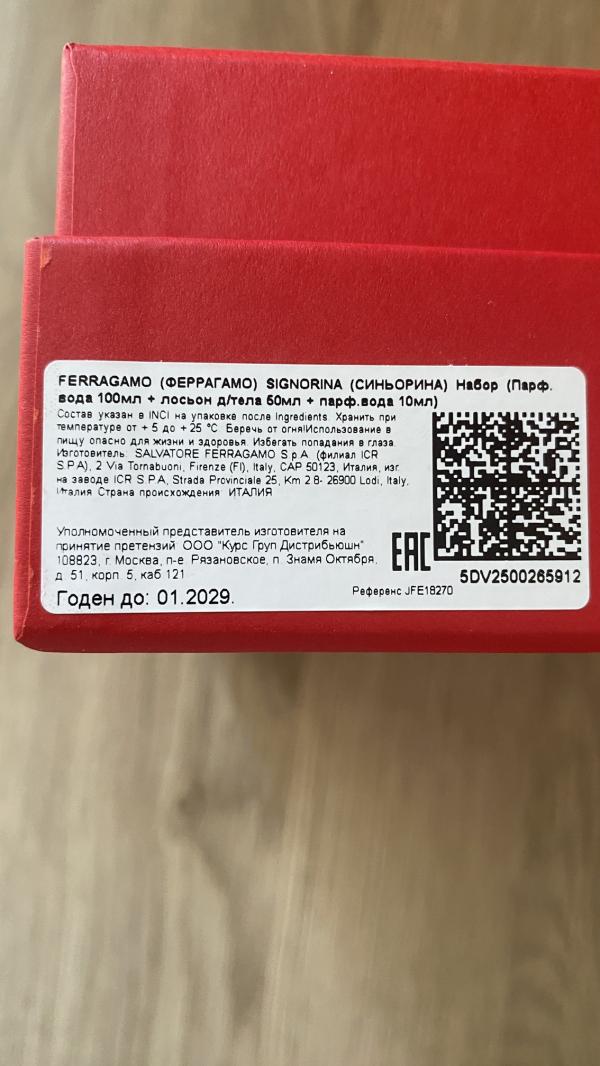 FERRAGAMO (ФЕРРАГАМО) SIGNORINA (СИНЬОРИНА) Набор (Парф.
вода 100мл + лосьон д/тела 50мл + парф.вода 10мл)
Состав указан в INCI на упаковке после Ingredients. Хранить при
температуре от + 5 до + 25 °C. Беречь от огня!Использование в
пищу опасно для жизни и здоровья. Избегать попадания в глаза.
Изготовитель: SALVATORE FERRAGAMO S.p.A. (филиал ICR
S.P.A), 2 Via Tornabuoni, Firenze (FI), Italy, CAP 50123, Италия, изг.
на заводе ICR S.P.A, Strada Provinciale 25, Km 2.8- 26900 Lodi, Italy,
Италия Страна происхождения: ИТАЛИЯ
Уполномоченный представитель изготовителя на
принятие претензий: ООО "Курс Груп Дистрибьюшн"
108823, г. Москва, п-е Рязановское, п. Знамя Октября,
д. 51, корп. 5, каб 121
EAC
5DV2500265912
Годен до: 01.2029.
Референс JFE18270